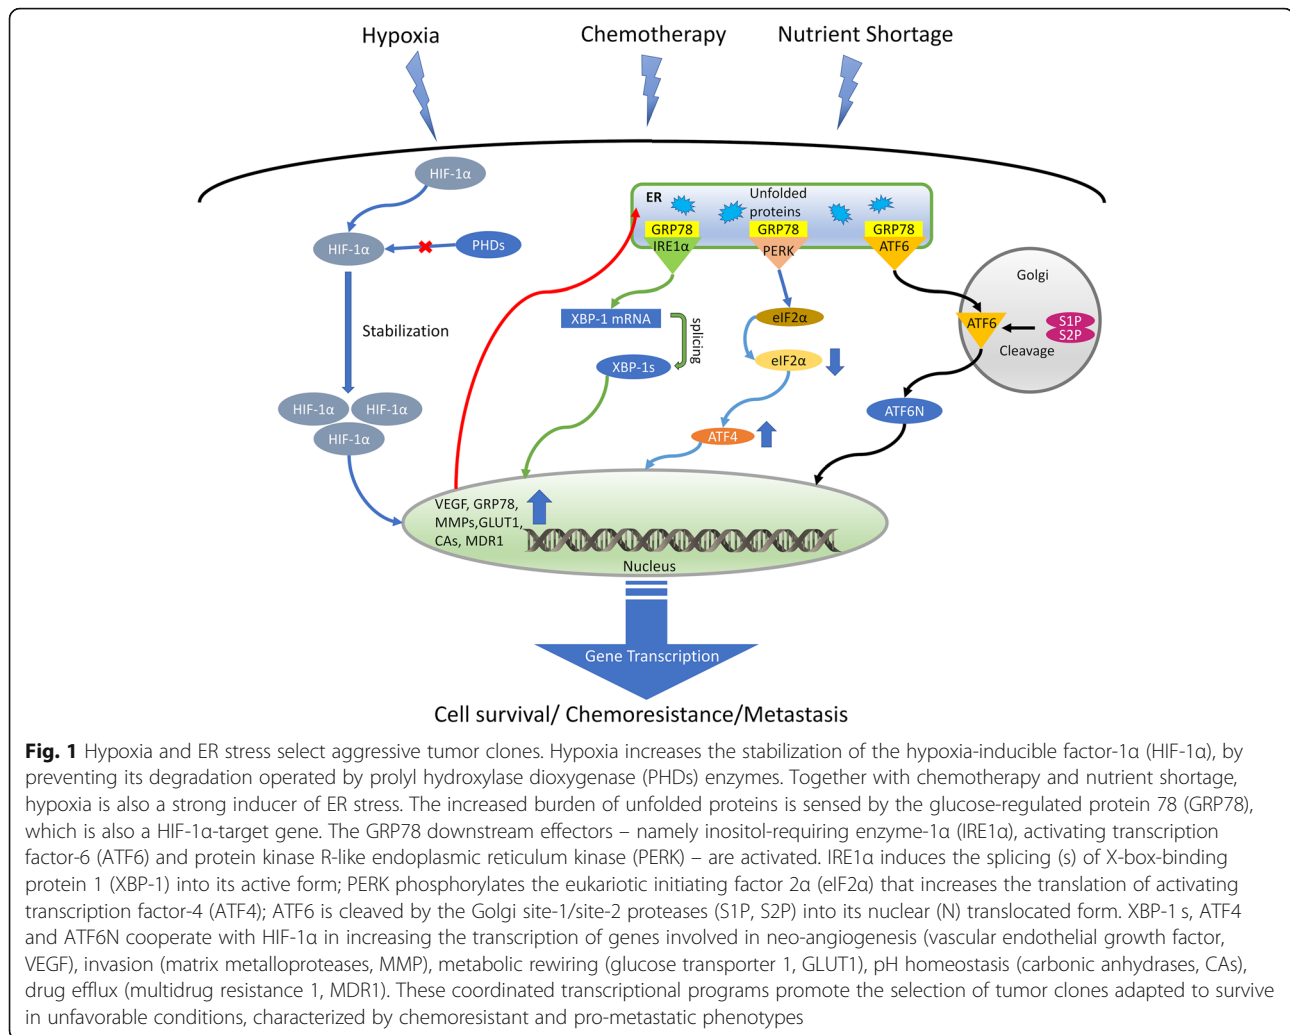 Hypoxia
Chemotherapy
Nutrient Shortage
HIF-1α
HIF-1α
PHDs
Stabilization
HIF-1α
HIF-1α
HIF-1α
ER
Unfolded
proteins
GRP78
GRP78
GRP78
IRE1α
PERK
ATF6
XBP-1 mRNA
splicing
XBP-1s
eIF2α
eIF2α
ATF4
Golgi
ATF6
S1P
S2P
Cleavage
ATF6N
VEGF, GRP78,
MMPs,GLUT1,
CAs, MDR1
Nucleus
Gene Transcription
Cell survival/ Chemoresistance/Metastasis
Fig. 1 Hypoxia and ER stress select aggressive tumor clones. Hypoxia increases the stabilization of the hypoxia-inducible factor-1α (HIF-1α), by
preventing its degradation operated by prolyl hydroxylase dioxygenase (PHDs) enzymes. Together with chemotherapy and nutrient shortage,
hypoxia is also a strong inducer of ER stress. The increased burden of unfolded proteins is sensed by the glucose-regulated protein 78 (GRP78),
which is also a HIF-1α-target gene. The GRP78 downstream effectors – namely inositol-requiring enzyme-1α (IRE1α), activating transcription
factor-6 (ATF6) and protein kinase R-like endoplasmic reticulum kinase (PERK) – are activated. IRE1α induces the splicing (s) of X-box-binding
protein 1 (XBP-1) into its active form; PERK phosphorylates the eukariotic initiating factor 2α (eIF2α) that increases the translation of activating
transcription factor-4 (ATF4); ATF6 is cleaved by the Golgi site-1/site-2 proteases (S1P, S2P) into its nuclear (N) translocated form. XBP-1 s, ATF4
and ATF6N cooperate with HIF-1α in increasing the transcription of genes involved in neo-angiogenesis (vascular endothelial growth factor,
VEGF), invasion (matrix metalloproteases, MMP), metabolic rewiring (glucose transporter 1, GLUT1), pH homeostasis (carbonic anhydrases, CAs),
drug efflux (multidrug resistance 1, MDR1). These coordinated transcriptional programs promote the selection of tumor clones adapted to survive
in unfavorable conditions, characterized by chemoresistant and pro-metastatic phenotypes